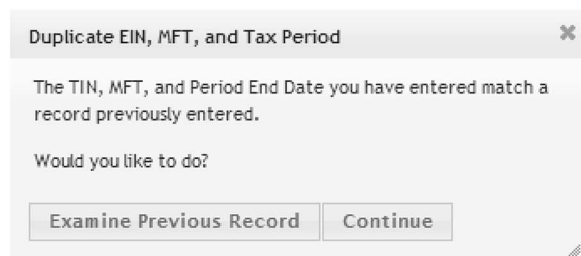 Duplicate EIN, MFT, and Tax Period
The TIN, MFT, and Period End Date you have entered match a
record previously entered.
Would you like to do?
Examine Previous Record Continue